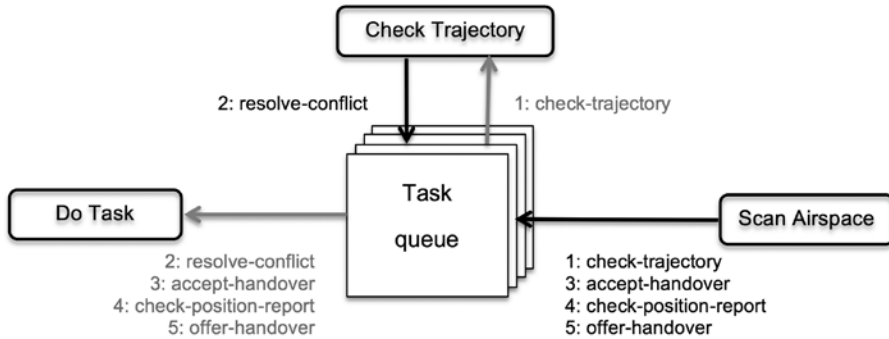 Check Trajectory
2: resolve-conflict
1: check-trajectory
Task
queue
Do Task
Scan Airspace
2: resolve-conflict
3: accept-handover
4: check-position-report
5: offer-handover
1: check-trajectory
3: accept-handover
4: check-position-report
5: offer-handover